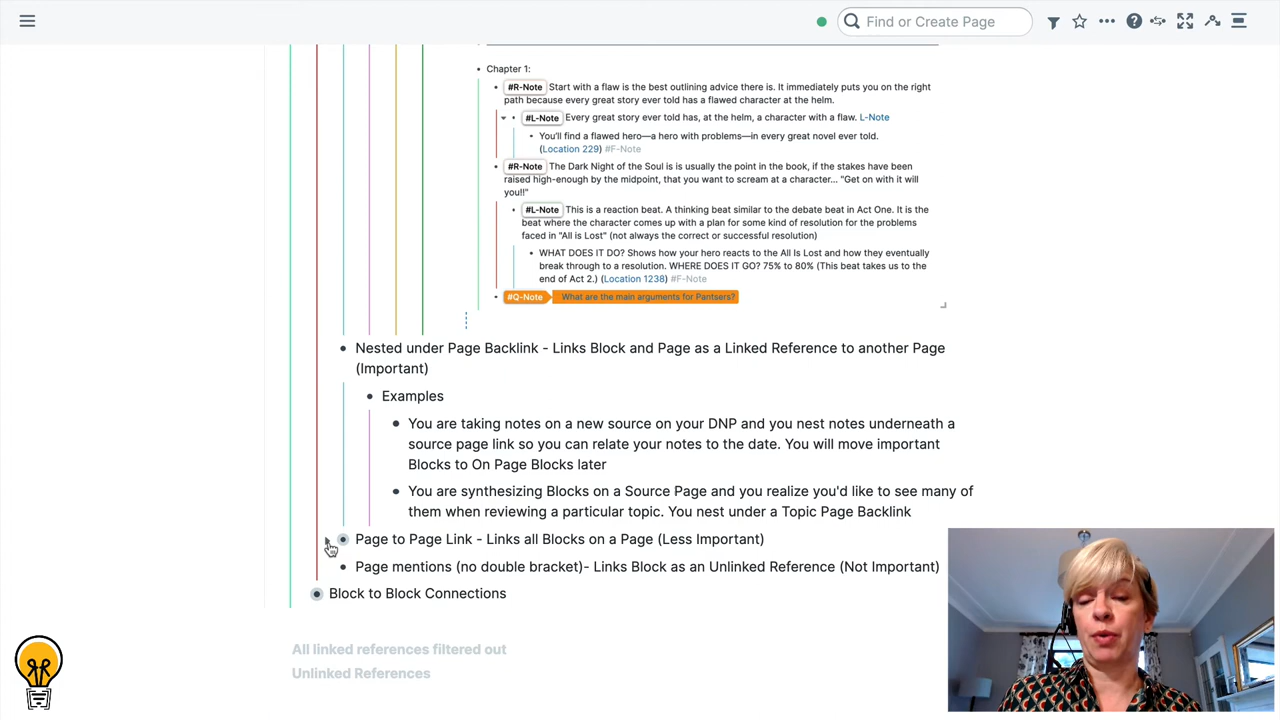 Find or Create Page
Chapter 1:
#R-Note Start with a flaw is the best outlining advice there is. It immediately puts you on the right
path because every great story ever told has a flawed character at the helm.
#L-Note Every great story ever told has, at the helm, a character with a flaw. L-Note
You'll find a flawed hero—a hero with problems—in every great novel ever told.
(Location 229) #F-Note
#R-Note The Dark Night of the Soul is is usually the point in the book, if the stakes have been
raised high-enough by the midpoint, that you want to scream at a character... "Get on with it will
you!!"
#L-Note This is a reaction beat. A thinking beat similar to the debate beat in Act One. It is the
beat where the character comes up with a plan for some kind of resolution for the problems
faced in "All is Lost" (not always the correct or successful resolution)
WHAT DOES IT DO? Shows how your hero reacts to the All Is Lost and how they eventually
break through to a resolution. WHERE DOES IT GO? 75% to 80% (This beat takes us to the
end of Act 2.) (Location 1238) #F-Note
#Q-Note What are the main arguments for Pantsers?
Nested under Page Backlink - Links Block and Page as a Linked Reference to another Page
(Important)
Examples
You are taking notes on a new source on your DNP and you nest notes underneath a
source page link so you can relate your notes to the date. You will move important
Blocks to On Page Blocks later
You are synthesizing Blocks on a Source Page and you realize you'd like to see many of
them when reviewing a particular topic. You nest under a Topic Page Backlink
Page to Page Link - Links all Blocks on a Page (Less Important)
Page mentions (no double bracket)- Links Block as an Unlinked Reference (Not Important)
Block to Block Connections
All linked references filtered out
Unlinked References